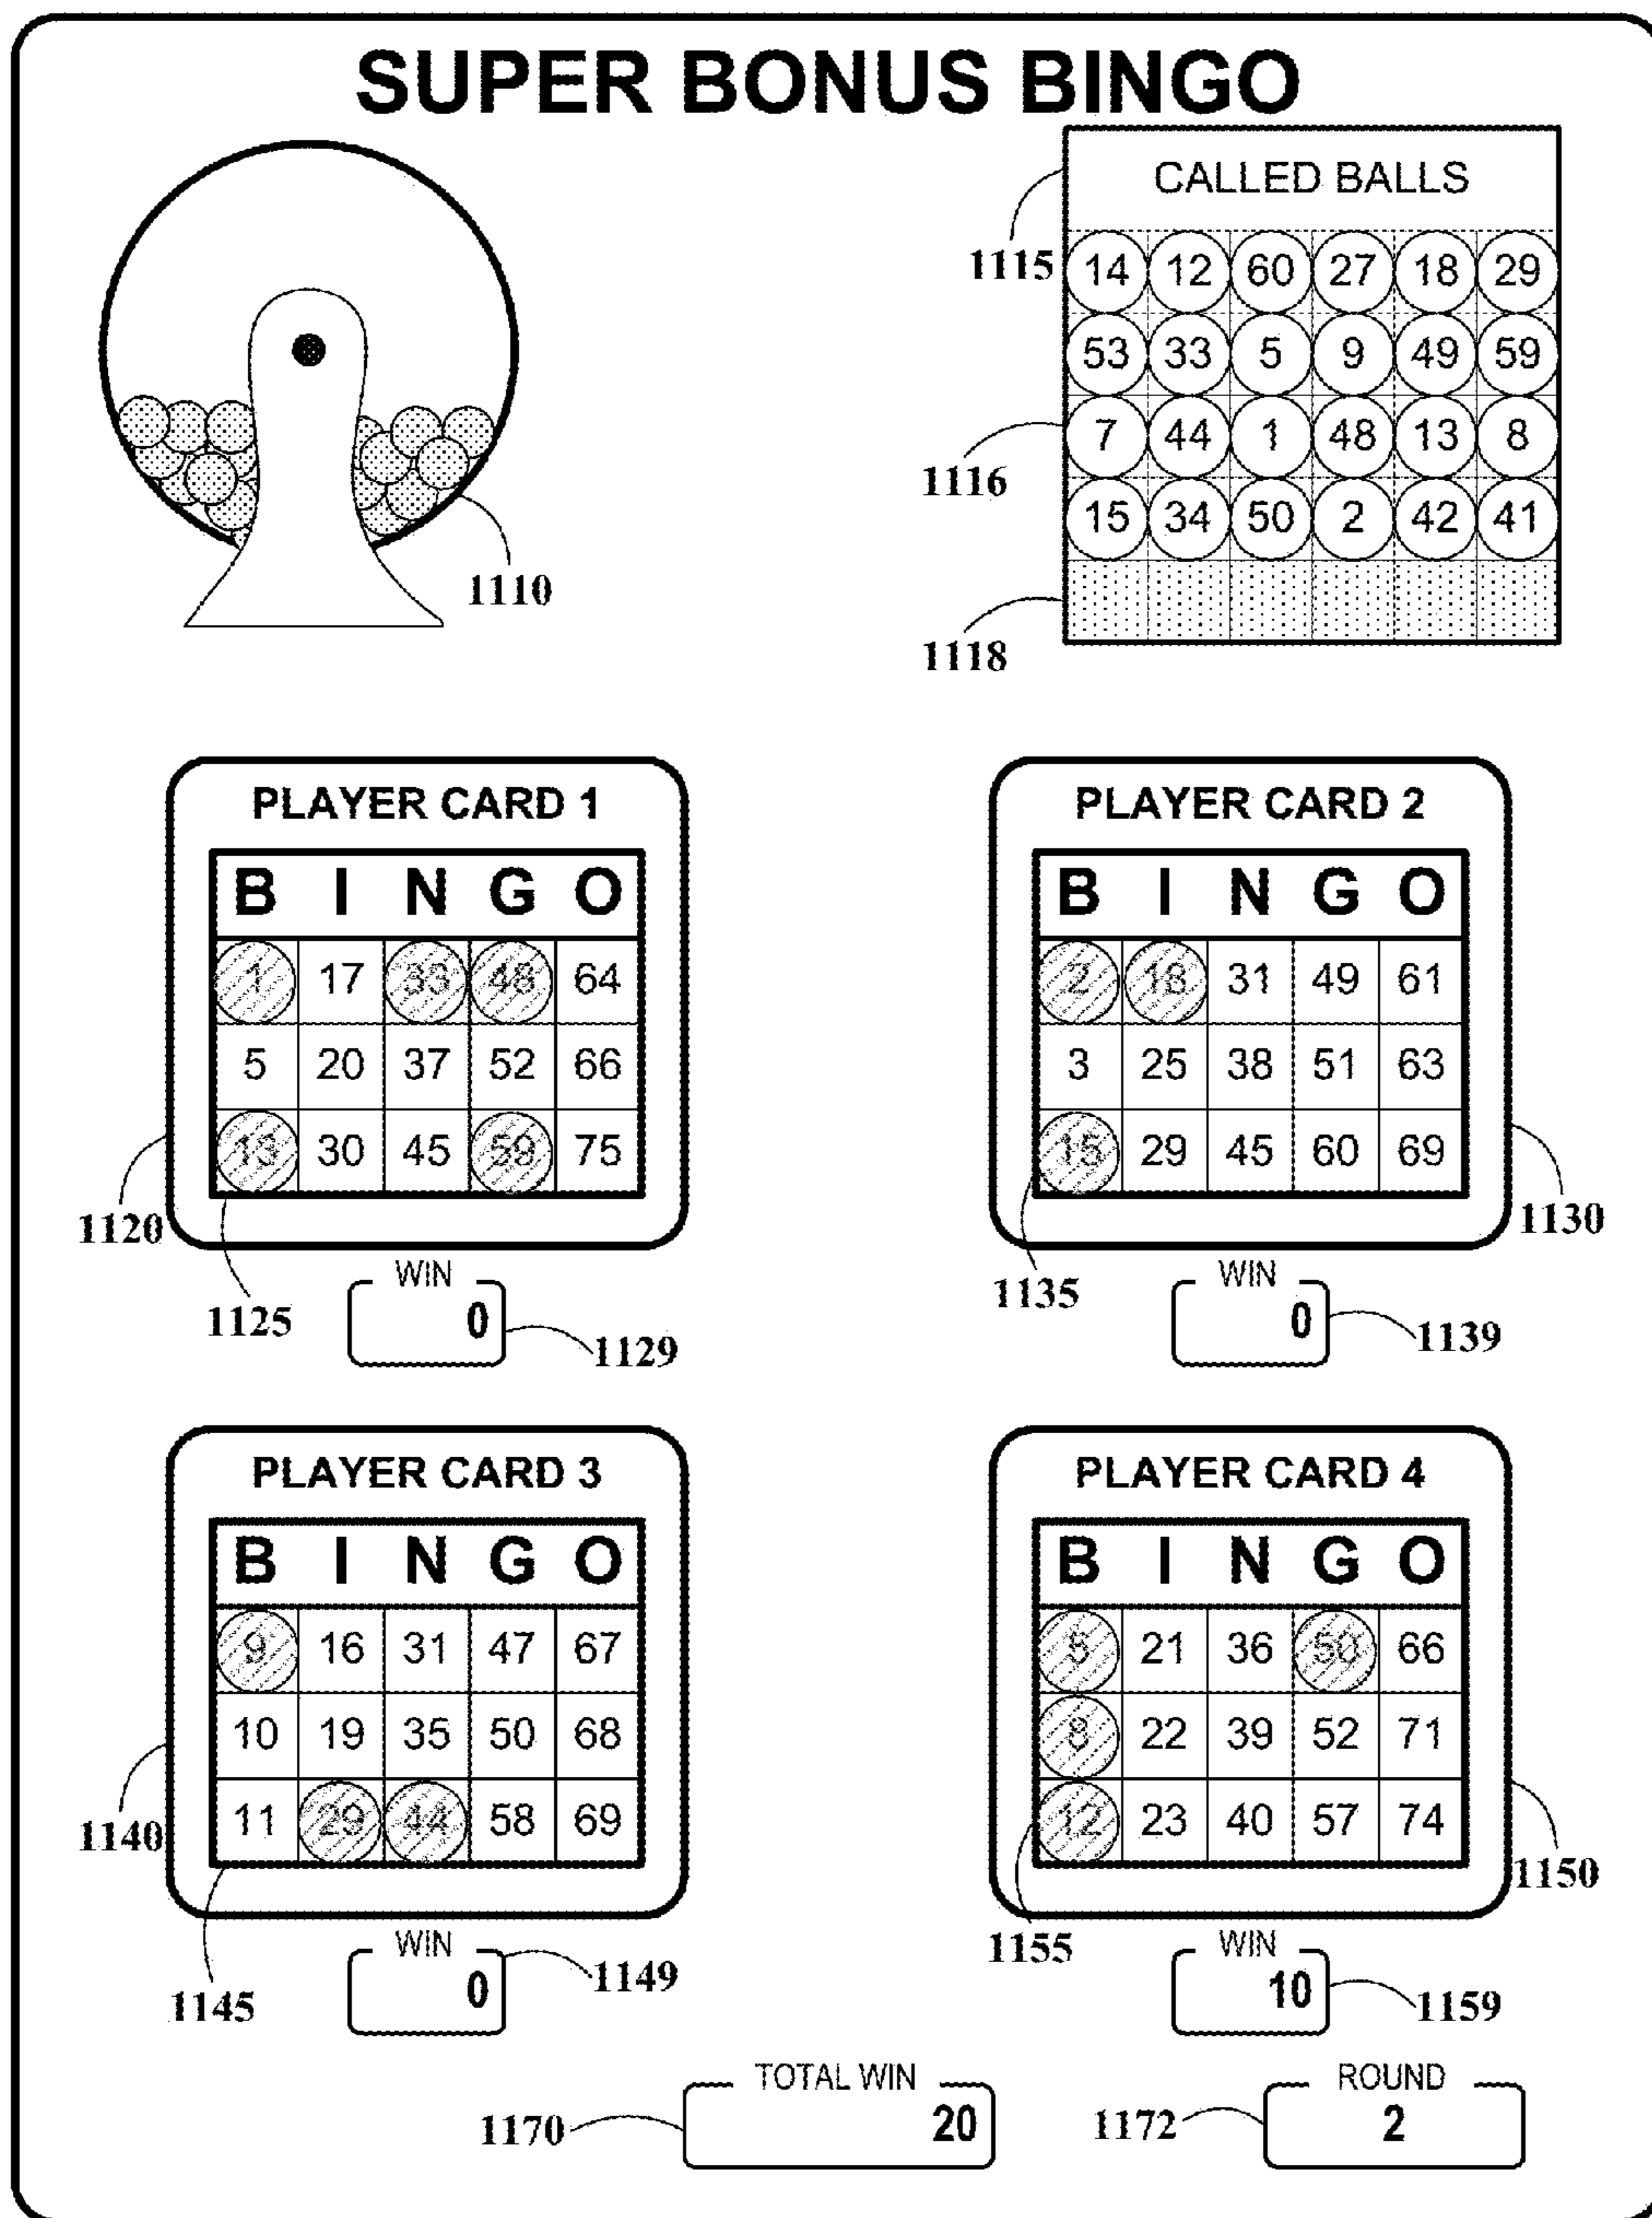 SUPER BONUS BINGO
CALLED BALLS
1115
14 12 60 27 18 29
53 33 5 9 49 59
7 44 1 48 13 8
1116
15 34 50 2 42 41
1110
1118
PLAYER CARD 1
B I N G O
1 17 33 48 64
5 20 37 52 66
13 30 45 59 75
1120
1125
WIN
0
1129
PLAYER CARD 2
B I N G O
2 18 31 49 61
3 25 38 51 63
15 29 45 60 69
1130
1135
WIN
0
1139
PLAYER CARD 3
B I N G O
9 16 31 47 67
10 19 35 50 68
11 29 44 58 69
1140
1145
WIN
0
1149
PLAYER CARD 4
B I N G O
5 21 36 50 66
8 22 39 52 71
12 23 40 57 74
1150
1155
WIN
10
1159
TOTAL WIN
20
1170
ROUND
2
1172